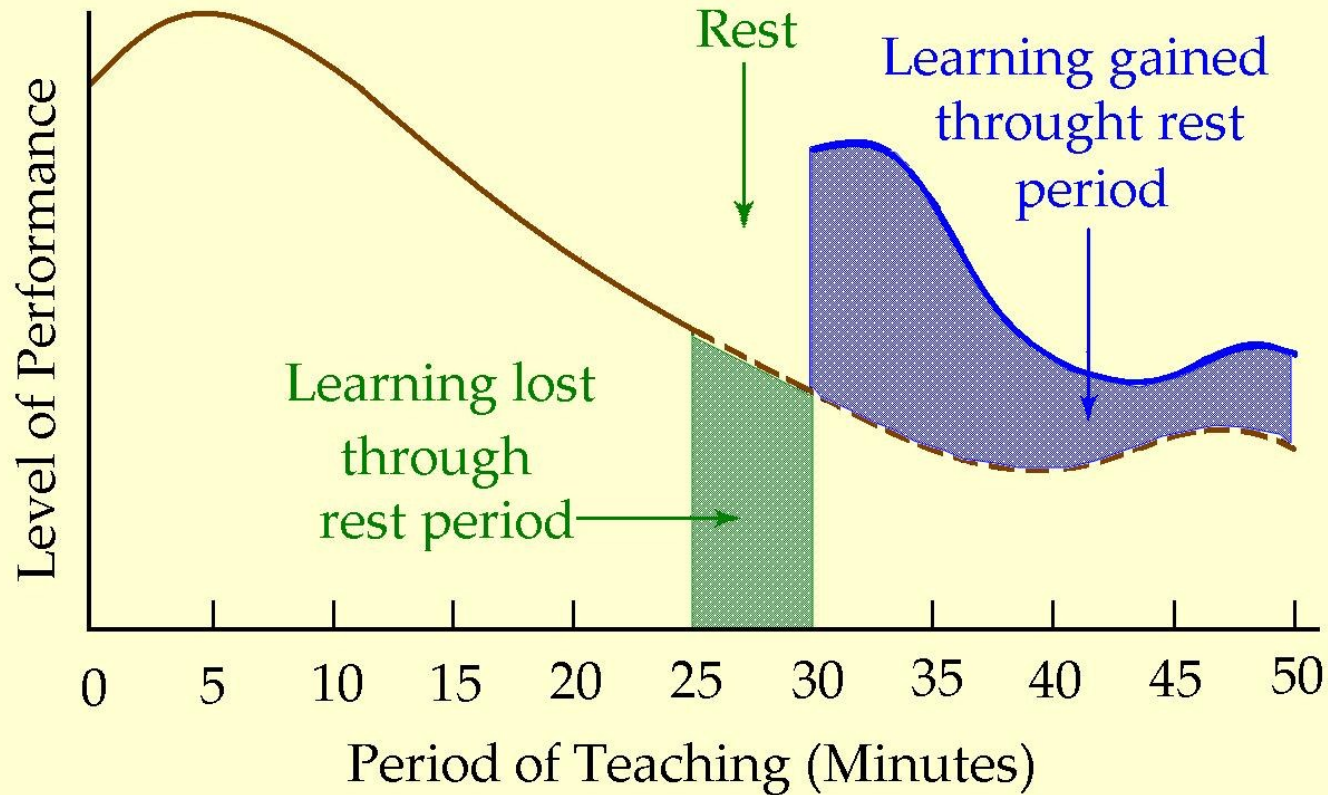 Rest
Learning gained
throught rest
period
Level of Performance
Learning lost
through
rest period
0 5 10 15 20 25 30 35 40 45 50
Period of Teaching (Minutes)